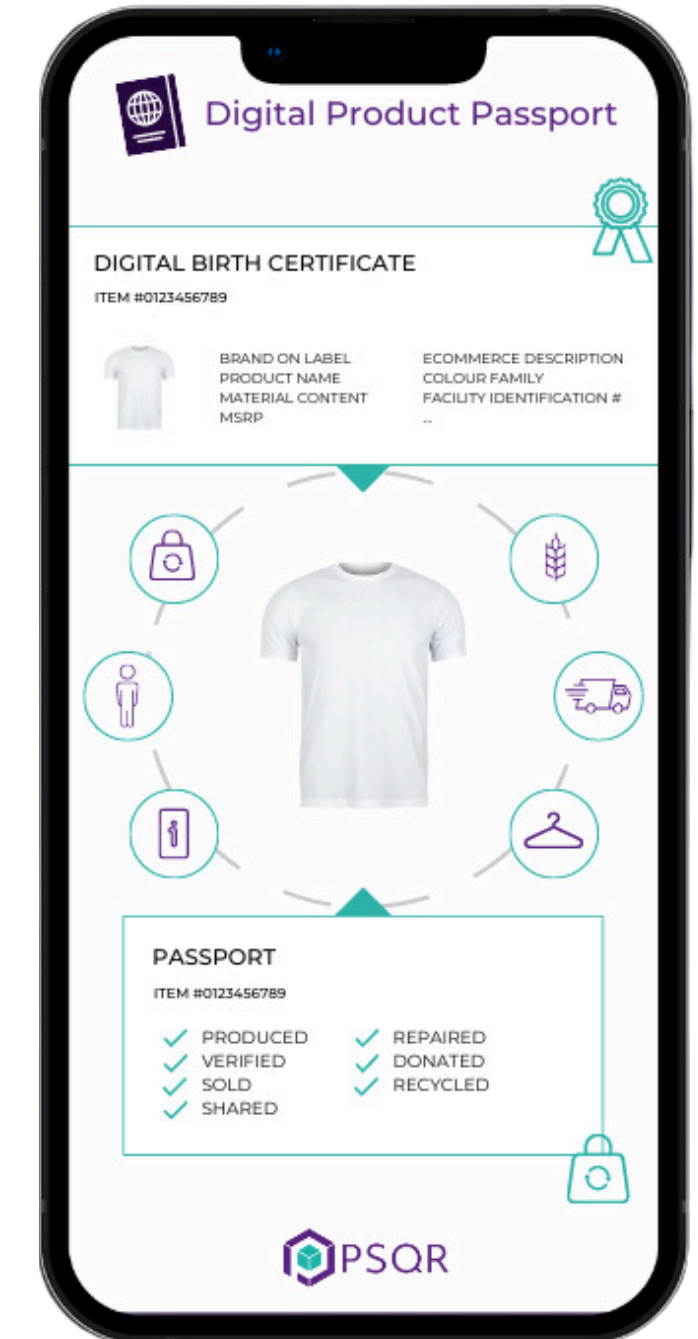 Digital Product Passport
DIGITAL BIRTH CERTIFICATE
ITEM #0123456789
BRAND ON LABEL
PRODUCT NAME
MATERIAL CONTENT
MSRP
ECOMMERCE DESCRIPTION
COLOUR FAMILY
FACILITY IDENTIFICATION #
...
PASSPORT
ITEM #0123456789
PRODUCED
VERIFIED
SOLD
SHARED
REPAIRED
DONATED
RECYCLED
PSQR